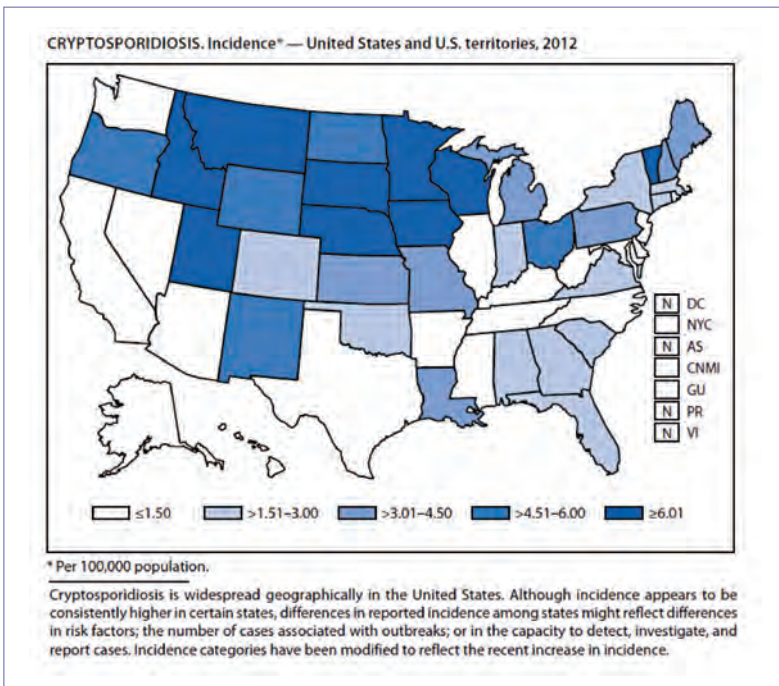 CRYPTOSPORIDIOSIS. Incidence* — United States and U.S. territories, 2012
N DC
NYC
N AS
CNMI
GU
N PR
N VI
≤1.50 >1.51–3.00 >3.01–4.50 >4.51–6.00 ≥6.01
* Per 100,000 population.
Cryptosporidiosis is widespread geographically in the United States. Although incidence appears to be
consistently higher in certain states, differences in reported incidence among states might reflect differences
in risk factors; the number of cases associated with outbreaks; or in the capacity to detect, investigate, and
report cases. Incidence categories have been modified to reflect the recent increase in incidence.